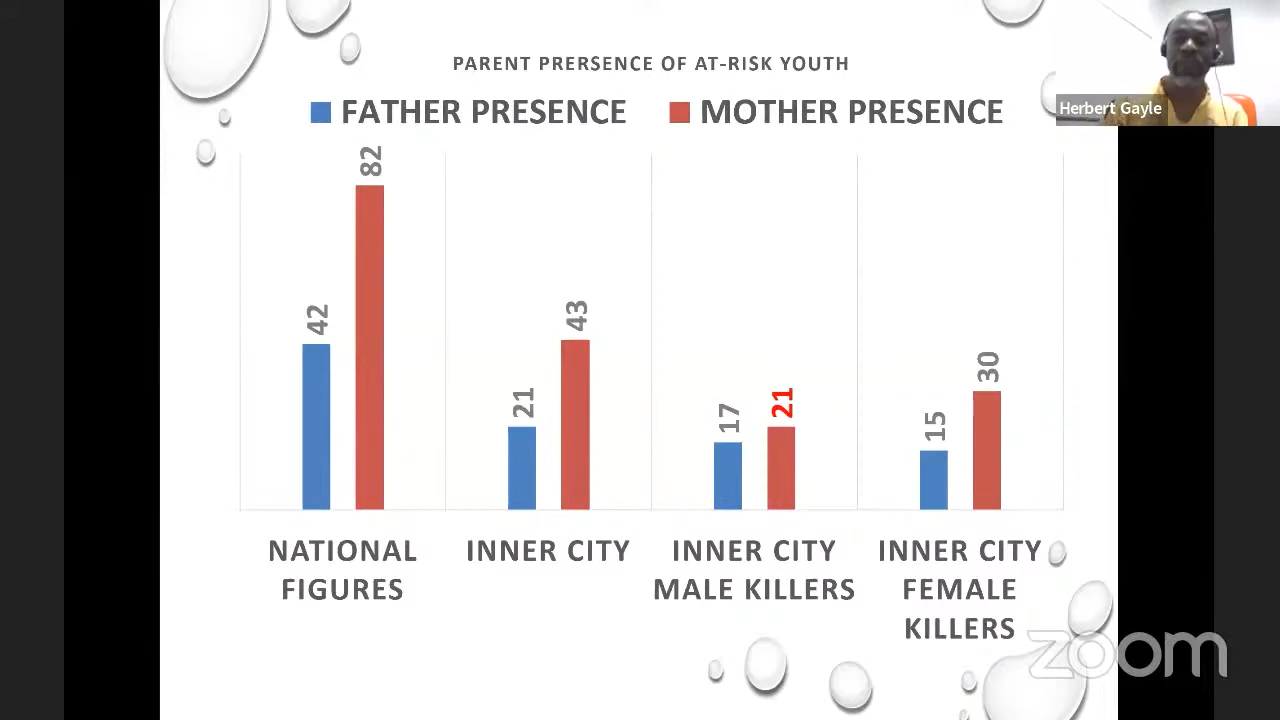 PARENT PRERSENCE OF AT-RISK YOUTH
FATHER PRESENCE MOTHER PRESENCE
Herbert Gayle
42 82 21 43 17 21 15 30
NATIONAL FIGURES
INNER CITY
INNER CITY MALE KILLERS
INNER CITY FEMALE KILLERS
zoom